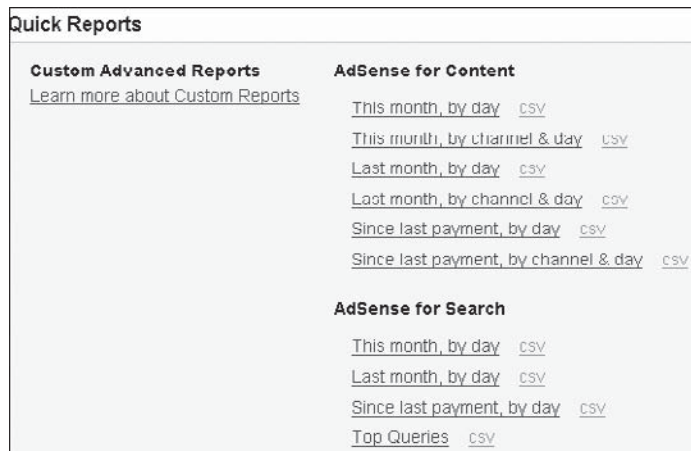 Quick Reports
Custom Advanced Reports
Learn more about Custom Reports
AdSense for Content
This month, by day CSV
This month, by channel & day CSV
Last month, by day CSV
Last month, by channel & day CSV
Since last payment, by day CSV
Since last payment, by channel & day CSV
AdSense for Search
This month, by day CSV
Last month, by day CSV
Since last payment, by day CSV
Top Queries CSV